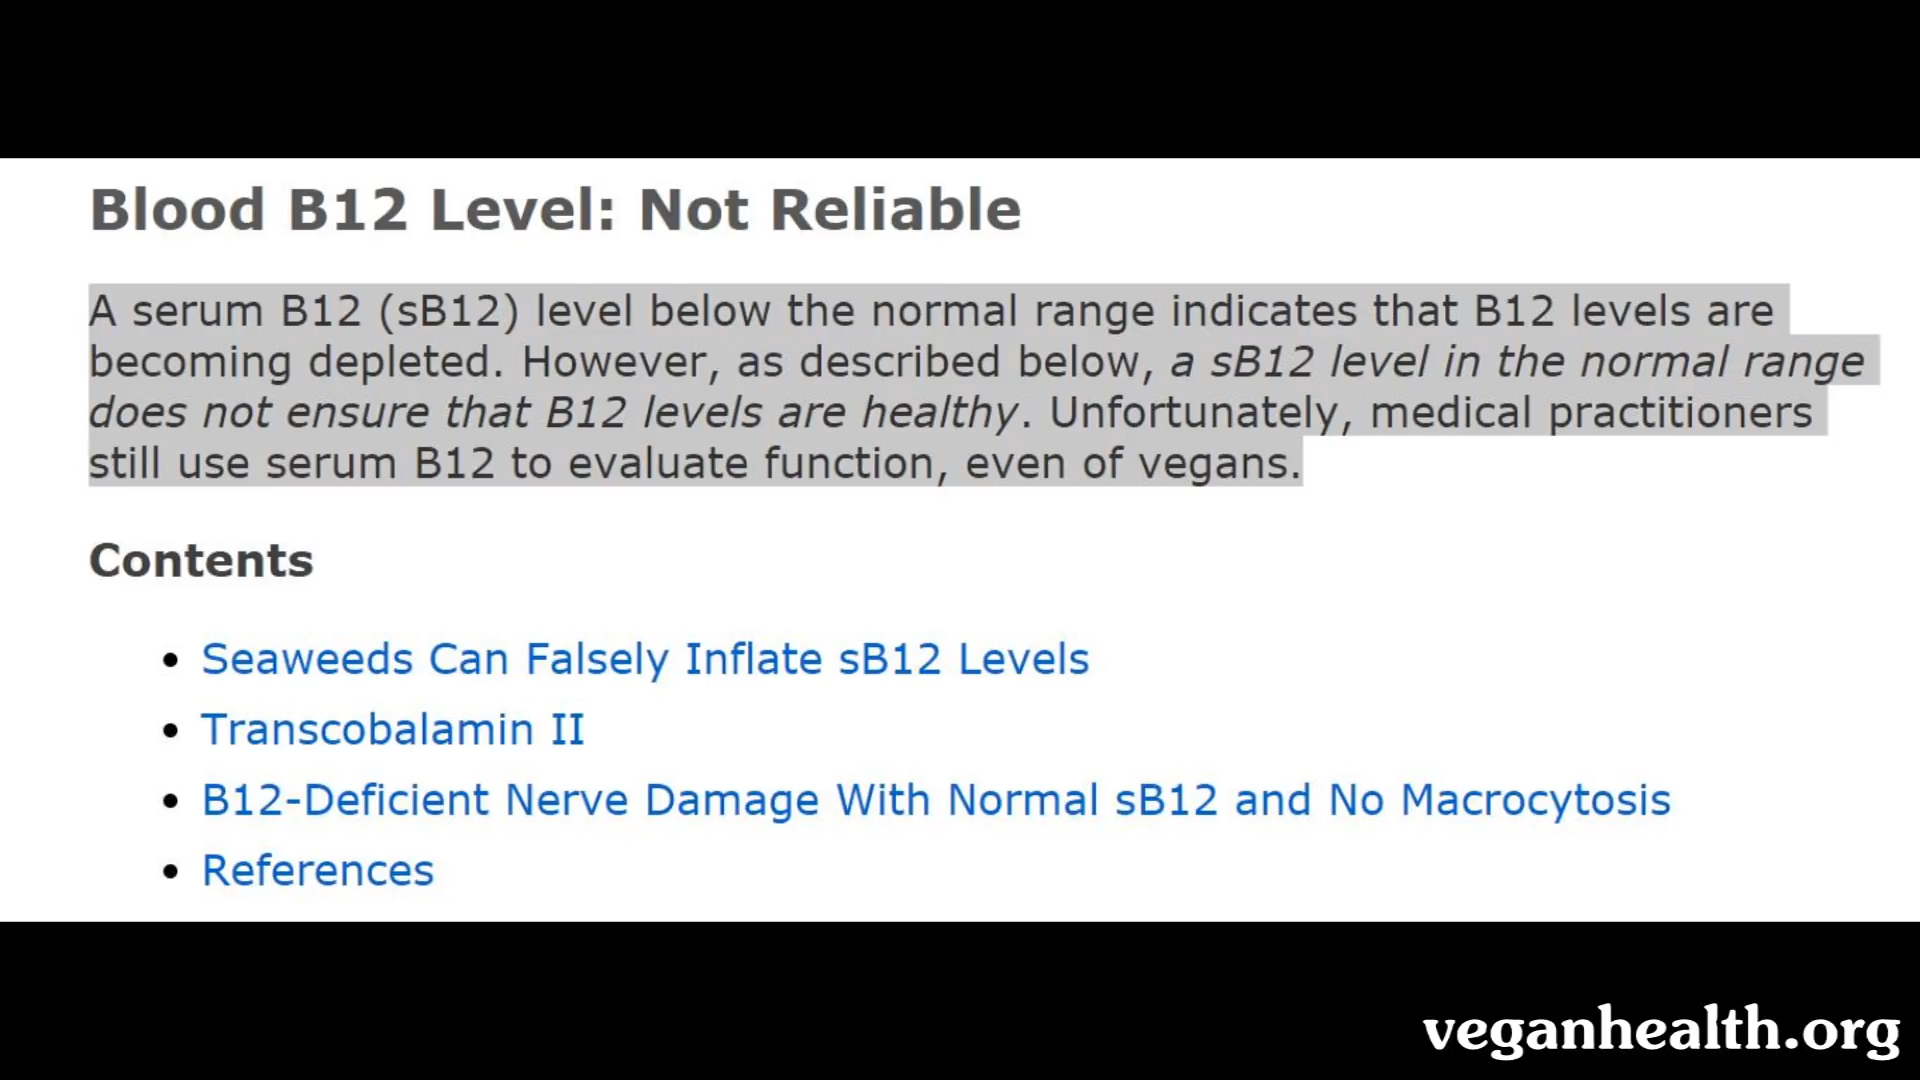 Blood B12 Level: Not Reliable
A serum B12 (sB12) level below the normal range indicates that B12 levels are
becoming depleted. However, as described below, a sB12 level in the normal range
does not ensure that B12 levels are healthy. Unfortunately, medical practitioners
still use serum B12 to evaluate function, even of vegans.
Contents
• Seaweeds Can Falsely Inflate sB12 Levels
• Transcobalamin II
• B12-Deficient Nerve Damage With Normal sB12 and No Macrocytosis
• References
veganhealth.org